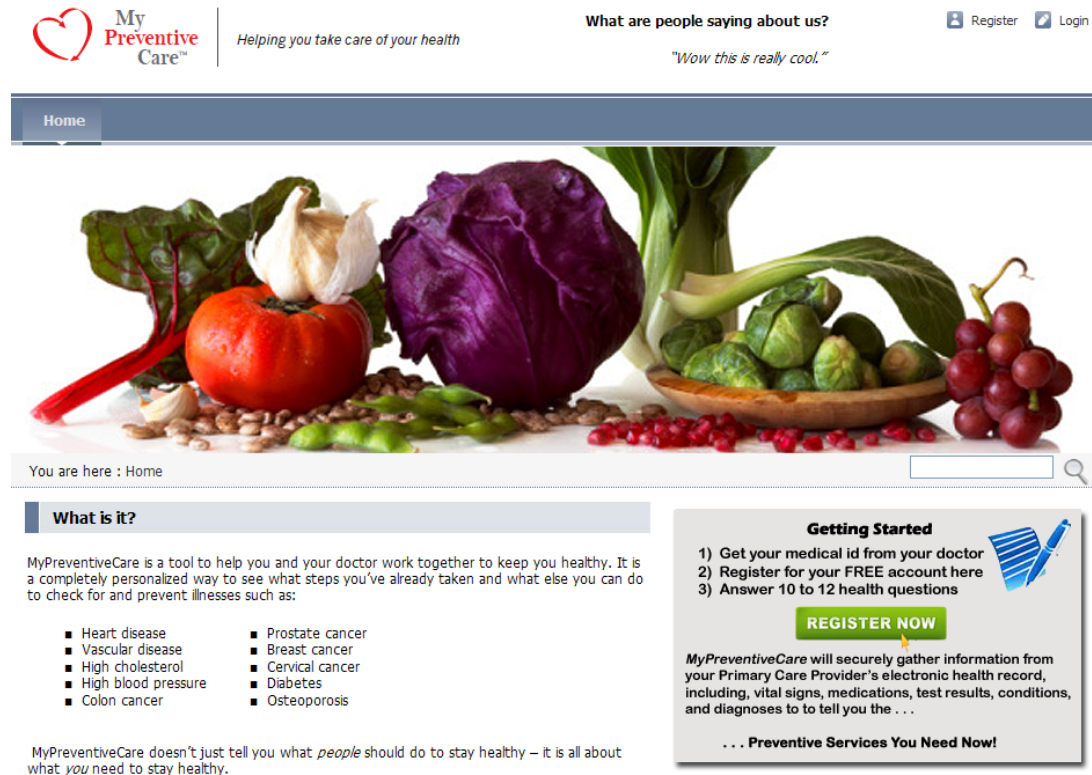 My
Preventive
Care™
Helping you take care of your health
What are people saying about us?
"Wow this is really cool."
Register
Login
Home
You are here : Home
What is it?
MyPreventiveCare is a tool to help you and your doctor work together to keep you healthy. It is
a completely personalized way to see what steps you've already taken and what else you can do
to check for and prevent illnesses such as:
■ Heart disease
■ Vascular disease
■ High cholesterol
■ High blood pressure
■ Colon cancer
■ Prostate cancer
■ Breast cancer
■ Cervical cancer
■ Diabetes
■ Osteoporosis
MyPreventiveCare doesn't just tell you what people should do to stay healthy – it is all about
what you need to stay healthy.
Getting Started
1) Get your medical id from your doctor
2) Register for your FREE account here
3) Answer 10 to 12 health questions
REGISTER NOW
MyPreventiveCare will securely gather information from
your Primary Care Provider's electronic health record,
including, vital signs, medications, test results, conditions,
and diagnoses to to tell you the . . .
. . . Preventive Services You Need Now!